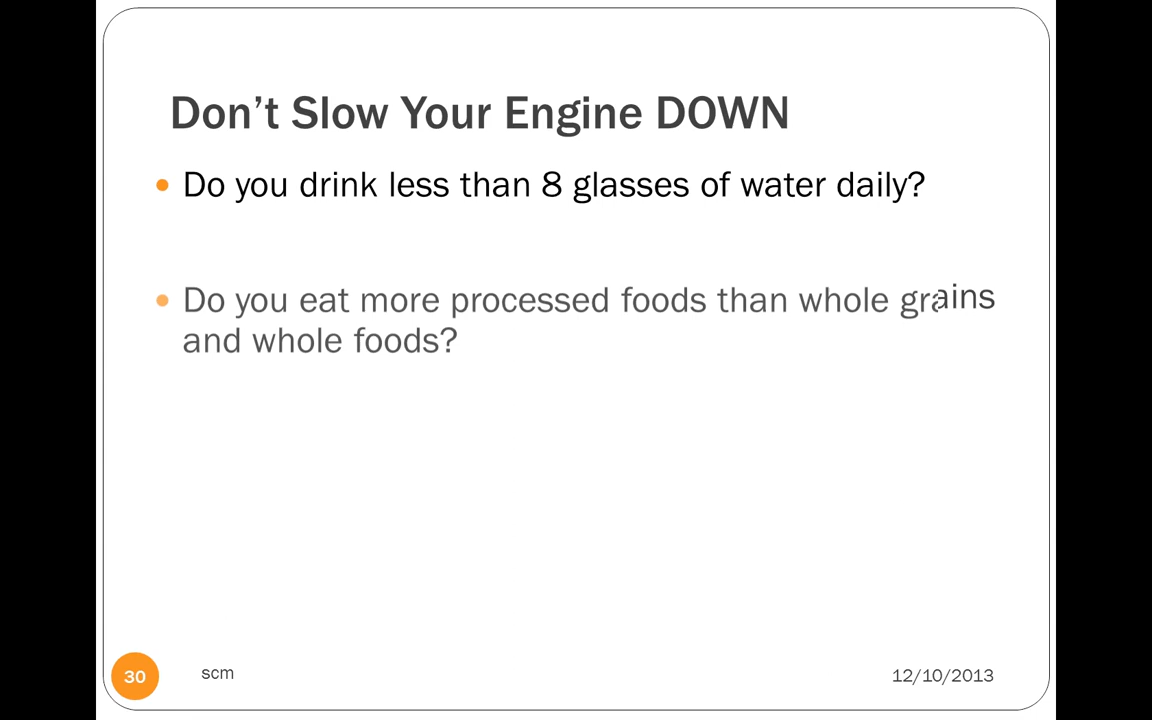 Don't Slow Your Engine DOWN
• Do you drink less than 8 glasses of water daily?
• Do you eat more processed foods than whole grains
and whole foods?
30
scm
12/10/2013